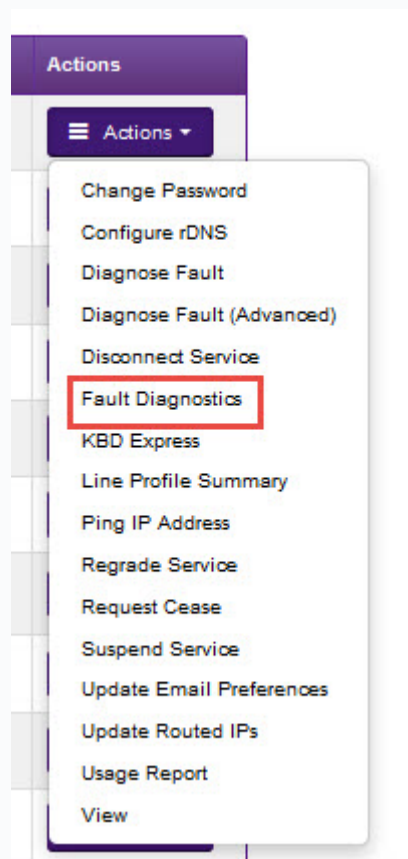 Actions
Actions
Change Password
Configure rDNS
Diagnose Fault
Diagnose Fault (Advanced)
Disconnect Service
Fault Diagnostics
KBD Express
Line Profile Summary
Ping IP Address
Regrade Service
Request Cease
Suspend Service
Update Email Preferences
Update Routed IPs
Usage Report
View